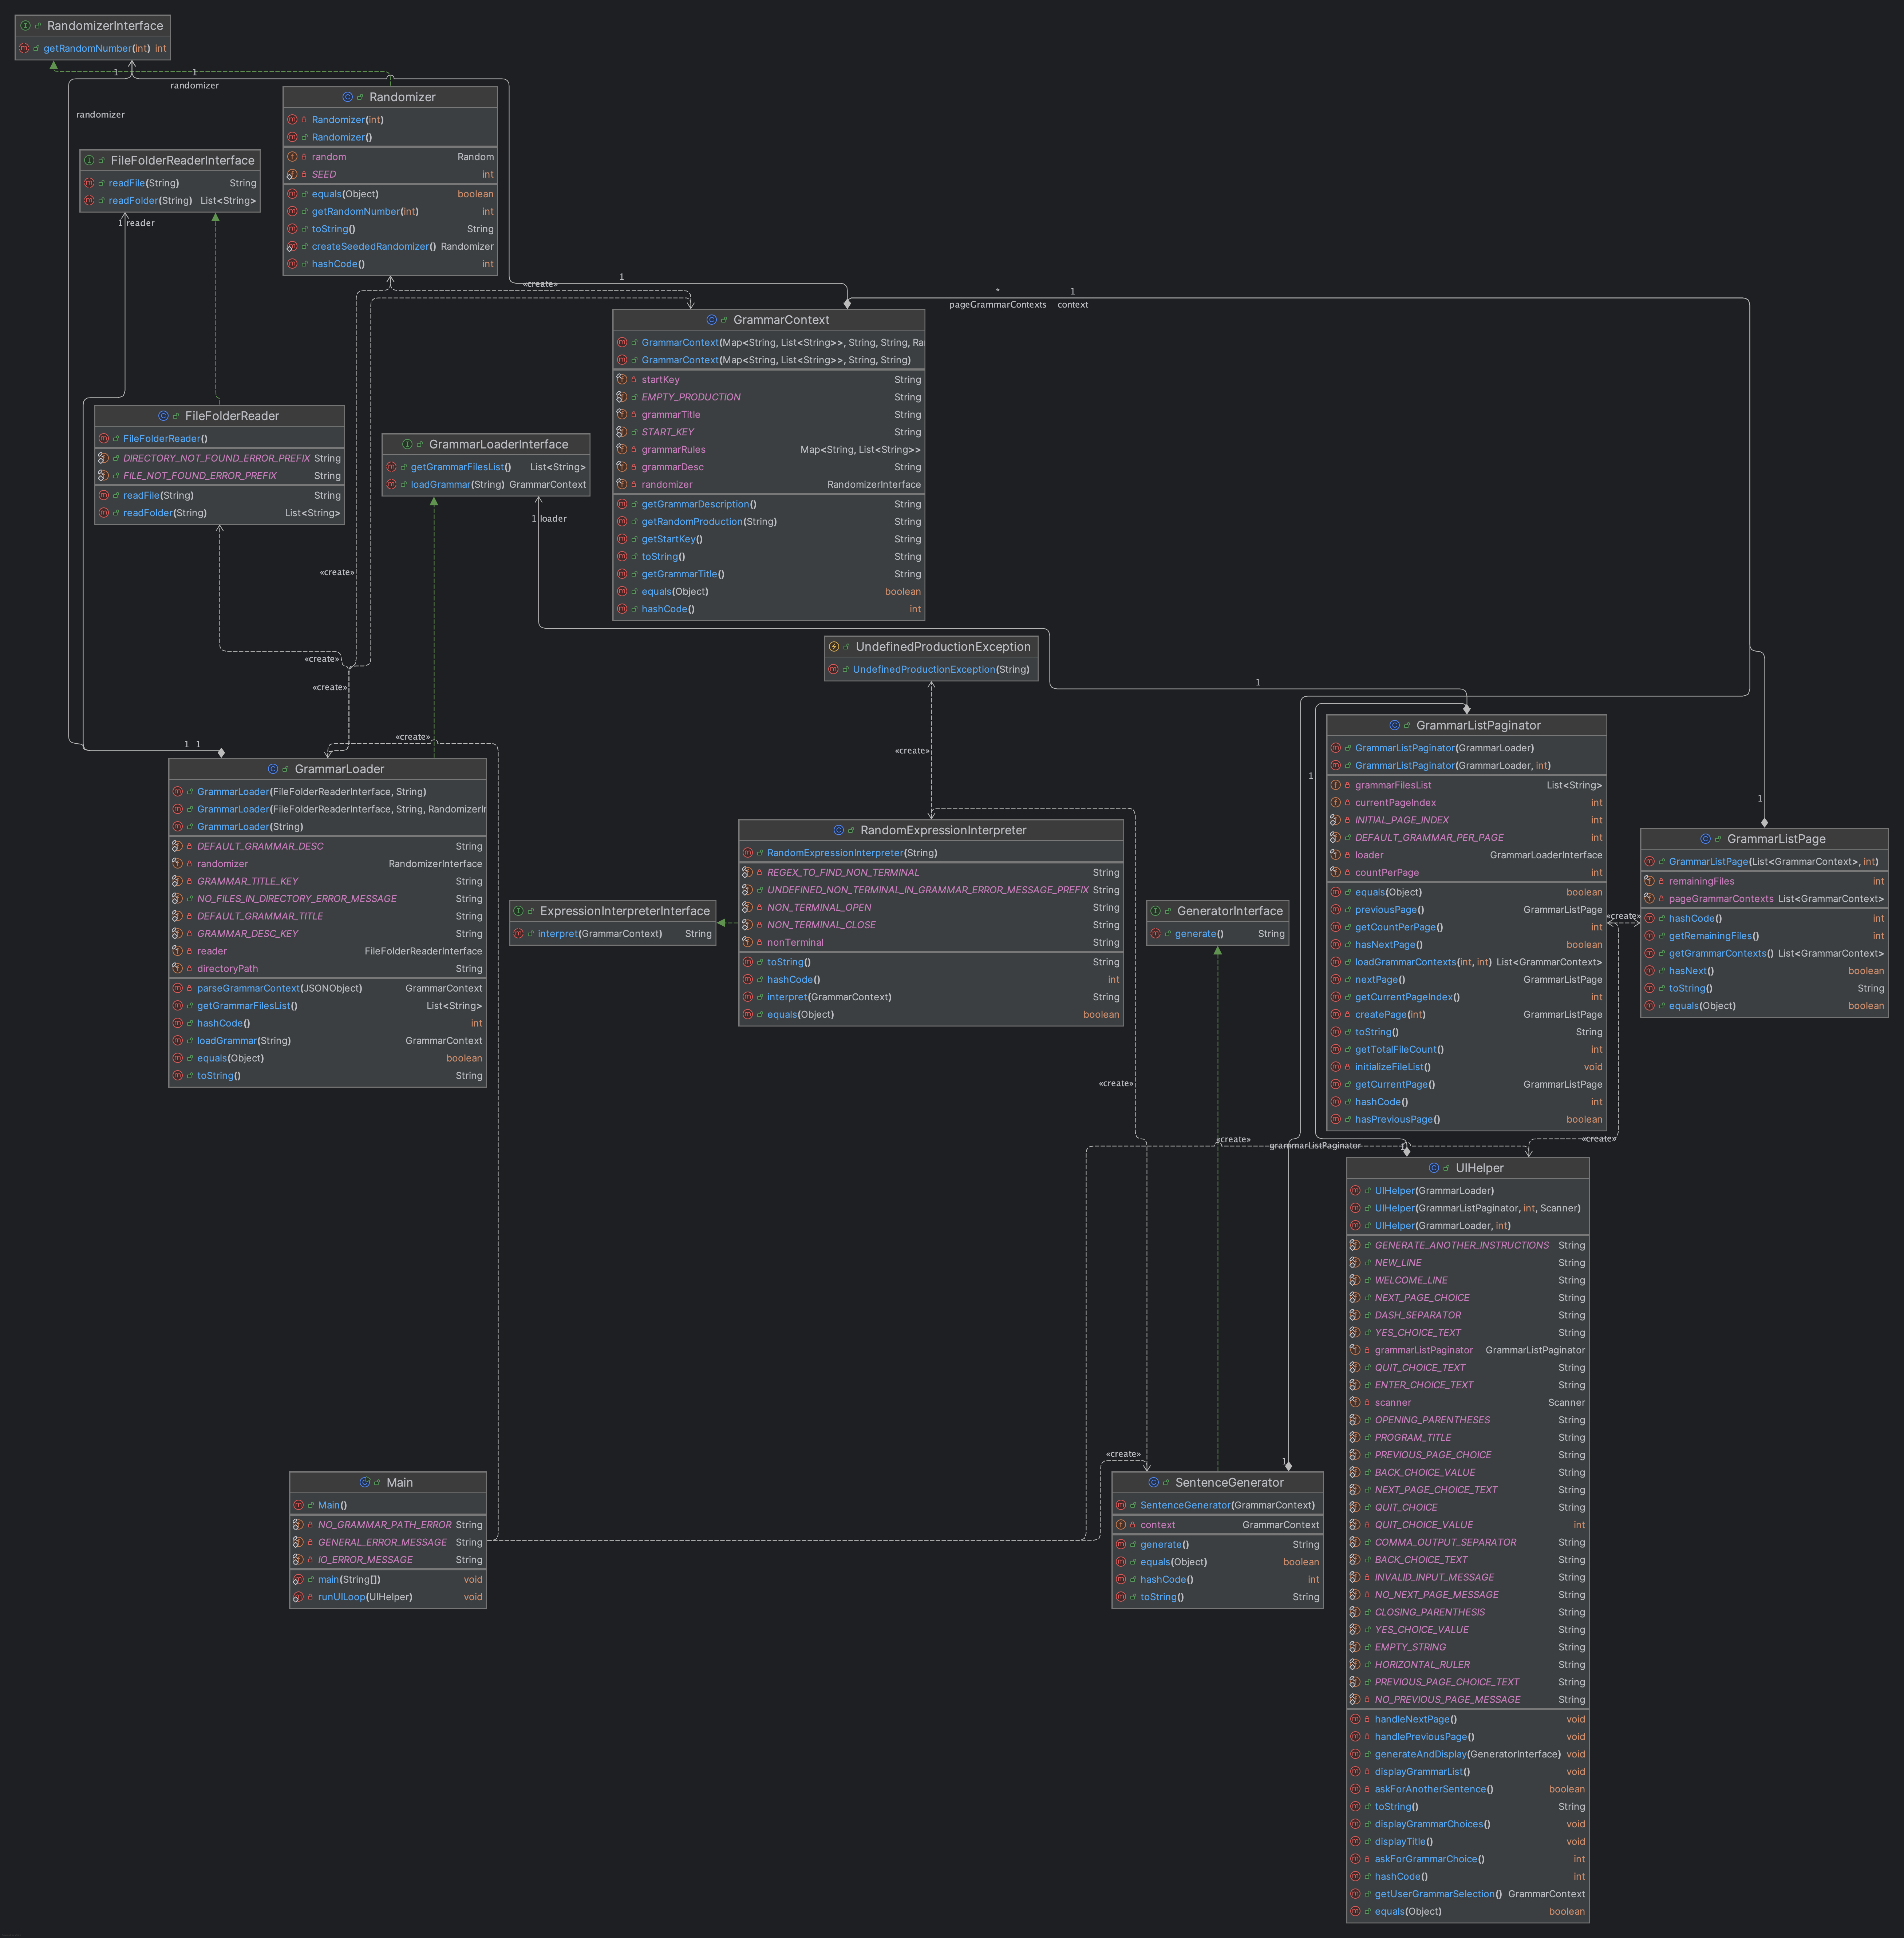 RandomizerInterface
getRandomNumber(int) int
1
1
randomizer
randomizer
Randomizer
Randomizer(int)
Randomizer()
random Random
SEED int
equals(Object) boolean
getRandomNumber(int) int
toString() String
createSeededRandomizer() Randomizer
hashCode() int
FileFolderReaderInterface
readFile(String) String
readFolder(String) List<String>
1 reader
1
«create»
*
1
pageGrammarContexts context
GrammarContext
GrammarContext(Map<String, List<String>>, String, String, Ra
GrammarContext(Map<String, List<String>>, String, String)
startKey String
EMPTY_PRODUCTION String
grammarTitle String
START_KEY String
grammarRules Map<String, List<String>>
grammarDesc String
randomizer RandomizerInterface
getGrammarDescription() String
getRandomProduction(String) String
getStartKey() String
toString() String
getGrammarTitle() String
equals(Object) boolean
hashCode() int
FileFolderReader
FileFolderReader()
DIRECTORY_NOT_FOUND_ERROR_PREFIX String
FILE_NOT_FOUND_ERROR_PREFIX String
readFile(String) String
readFolder(String) List<String>
GrammarLoaderInterface
getGrammarFilesList() List<String>
loadGrammar(String) GrammarContext
1 loader
«create»
«create»
«create»
UndefinedProductionException
UndefinedProductionException(String)
1
«create»
«create»
1 1
GrammarLoader
GrammarLoader(FileFolderReaderInterface, String)
GrammarLoader(FileFolderReaderInterface, String, RandomizerIr
GrammarLoader(String)
DEFAULT_GRAMMAR_DESC String
randomizer RandomizerInterface
GRAMMAR_TITLE_KEY String
NO_FILES_IN_DIRECTORY_ERROR_MESSAGE String
DEFAULT_GRAMMAR_TITLE String
GRAMMAR_DESC_KEY String
reader FileFolderReaderInterface
directoryPath String
parseGrammarContext(JSONObject) GrammarContext
getGrammarFilesList() List<String>
hashCode() int
loadGrammar(String) GrammarContext
equals(Object) boolean
toString() String
RandomExpressionInterpreter
RandomExpressionInterpreter(String)
REGEX_TO_FIND_NON_TERMINAL String
UNDEFINED_NON_TERMINAL_IN_GRAMMAR_ERROR_MESSAGE_PREFIX String
NON_TERMINAL_OPEN String
NON_TERMINAL_CLOSE String
nonTerminal String
toString() String
hashCode() int
interpret(GrammarContext) String
equals(Object) boolean
ExpressionInterpreterInterface
interpret(GrammarContext) String
GeneratorInterface
generate() String
GrammarListPaginator
GrammarListPaginator(GrammarLoader)
GrammarListPaginator(GrammarLoader, int)
grammarFilesList List<String>
currentPageIndex int
INITIAL_PAGE_INDEX int
DEFAULT_GRAMMAR_PER_PAGE int
loader GrammarLoaderInterface
countPerPage int
equals(Object) boolean
previousPage() GrammarListPage
getCountPerPage() int
hasNextPage() boolean
loadGrammarContexts(int, int) List<GrammarContext>
nextPage() GrammarListPage
getCurrentPageIndex() int
createPage(int) GrammarListPage
toString() String
getTotalFileCount() int
initializeFileList() void
getCurrentPage() GrammarListPage
hashCode() int
hasPreviousPage() boolean
1
1
GrammarListPage
GrammarListPage(List<GrammarContext>, int)
remainingFiles int
pageGrammarContexts List<GrammarContext>
hashCode() int
getRemainingFiles() int
getGrammarContexts() List<GrammarContext>
hasNext() boolean
toString() String
equals(Object) boolean
«create»
«create»
«create»
grammarListPaginator 1
«create»
UIHelper
UIHelper(GrammarLoader)
UIHelper(GrammarListPaginator, int, Scanner)
UIHelper(GrammarLoader, int)
GENERATE_ANOTHER_INSTRUCTIONS String
NEW_LINE String
WELCOME_LINE String
NEXT_PAGE_CHOICE String
DASH_SEPARATOR String
YES_CHOICE_TEXT String
grammarListPaginator GrammarListPaginator
QUIT_CHOICE_TEXT String
ENTER_CHOICE_TEXT String
scanner Scanner
OPENING_PARENTHESES String
PROGRAM_TITLE String
PREVIOUS_PAGE_CHOICE String
BACK_CHOICE_VALUE String
NEXT_PAGE_CHOICE_TEXT String
QUIT_CHOICE String
QUIT_CHOICE_VALUE int
COMMA_OUTPUT_SEPARATOR String
BACK_CHOICE_TEXT String
INVALID_INPUT_MESSAGE String
NO_NEXT_PAGE_MESSAGE String
CLOSING_PARENTHESIS String
YES_CHOICE_VALUE String
EMPTY_STRING String
HORIZONTAL_RULER String
PREVIOUS_PAGE_CHOICE_TEXT String
NO_PREVIOUS_PAGE_MESSAGE String
handleNextPage() void
handlePreviousPage() void
generateAndDisplay(GeneratorInterface) void
displayGrammarList() void
askForAnotherSentence() boolean
toString() String
displayGrammarChoices() void
displayTitle() void
askForGrammarChoice() int
hashCode() int
getUserGrammarSelection() GrammarContext
equals(Object) boolean
Main
Main()
NO_GRAMMAR_PATH_ERROR String
GENERAL_ERROR_MESSAGE String
IO_ERROR_MESSAGE String
main(String[]) void
runUILoop(UIHelper) void
«create»
1
SentenceGenerator
SentenceGenerator(GrammarContext)
context GrammarContext
generate() String
equals(Object) boolean
hashCode() int
toString() String